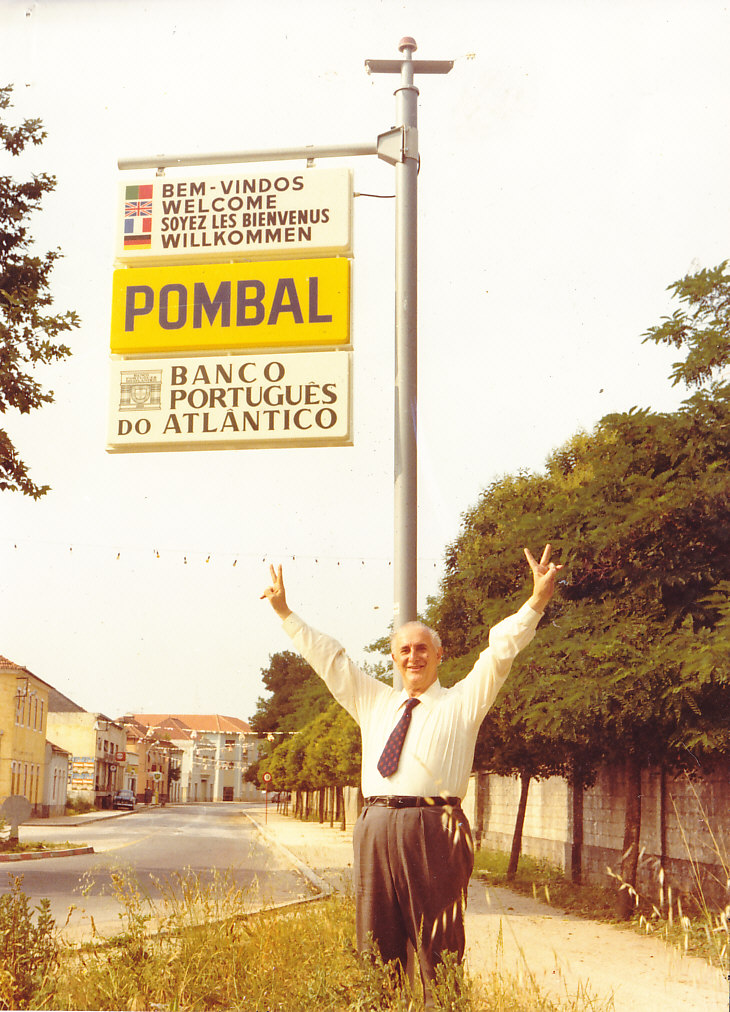 BEM-VINDOS
WELCOME
SOYEZ LES BIENVENUS
WILLKOMMEN
POMBAL
BANCO
PORTUGUÊS
DO ATLÂNTICO